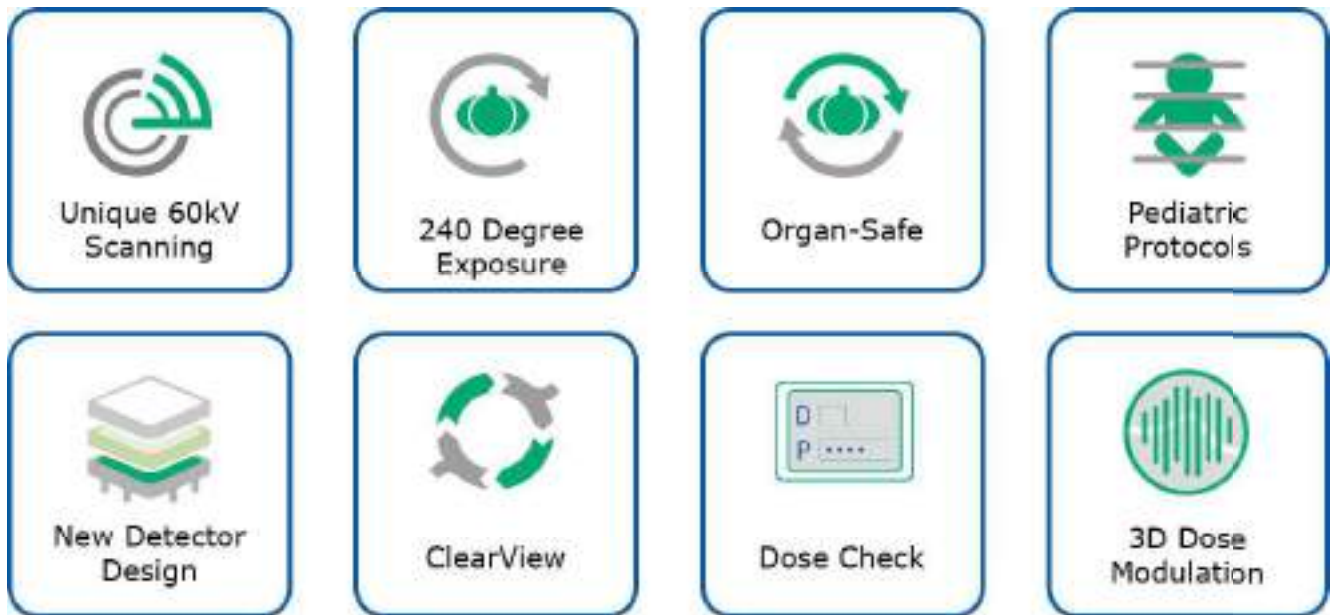 Unique 60kV
Scanning
240 Degree
Exposure
Organ-Safe
Pediatric
Protocols
New Detector
Design
ClearView
D
P ••••
Dose Check
3D Dose
Modulation